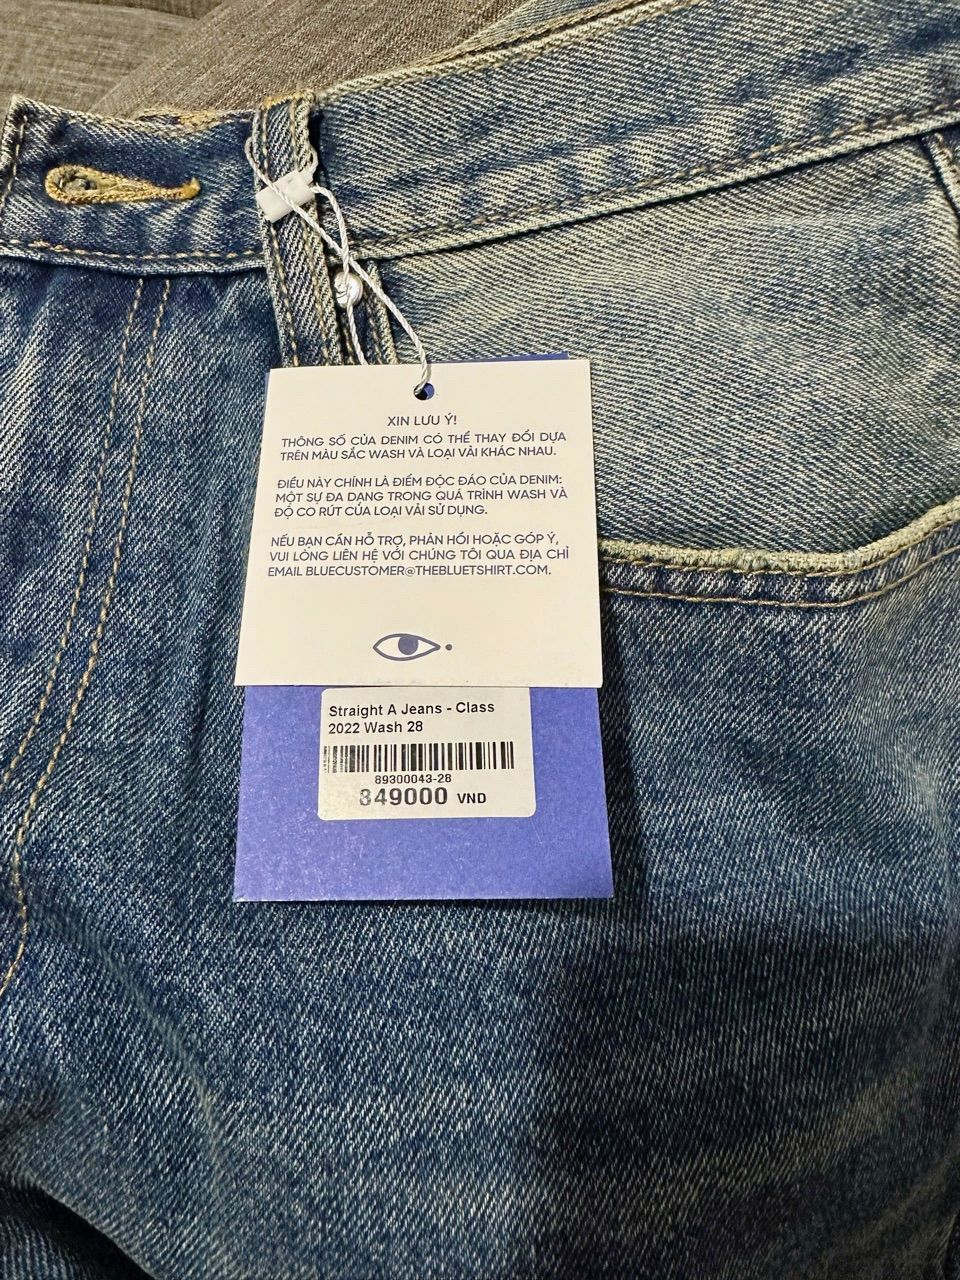 XIN LƯU Ý!
THÔNG SỐ CỦA DENIM CÓ THỂ THAY ĐỔI DỰA
TRÊN MÀU SẮC WASH VÀ LOẠI VẢI KHÁC NHAU.
ĐIỀU NÀY CHÍNH LÀ ĐIỂM ĐỘC ĐÁO CỦA DENIM:
MỘT SỰ ĐA DẠNG TRONG QUÁ TRÌNH WASH VÀ
ĐỘ CO RÚT CỦA LOẠI VẢI SỬ DỤNG.
NẾU BẠN CẦN HỖ TRỢ, PHẢN HỒI HOẶC GÓP Ý,
VUI LÒNG LIÊN HỆ VỚI CHÚNG TÔI QUA ĐỊA CHỈ
EMAIL BLUECUSTOMER@THEBLUETSHIRT.COM.
Straight A Jeans - Class
2022 Wash 28
89300043-28
849000 VND